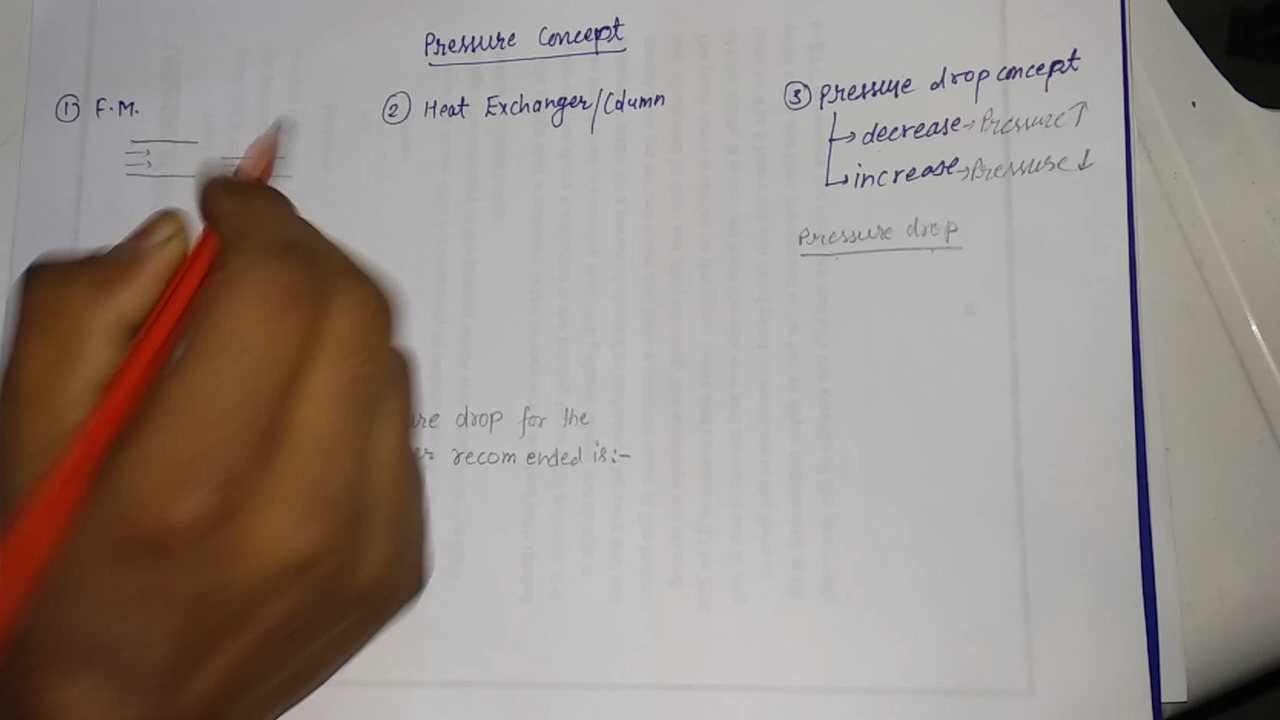 Pressure Concept
① F.M.
② Heat Exchanger/Column
③ Pressure drop concept
↳ decrease → Pressure ↑
↳ increase → Pressure ↓
Pressure drop
drop for the
recom ended is:-